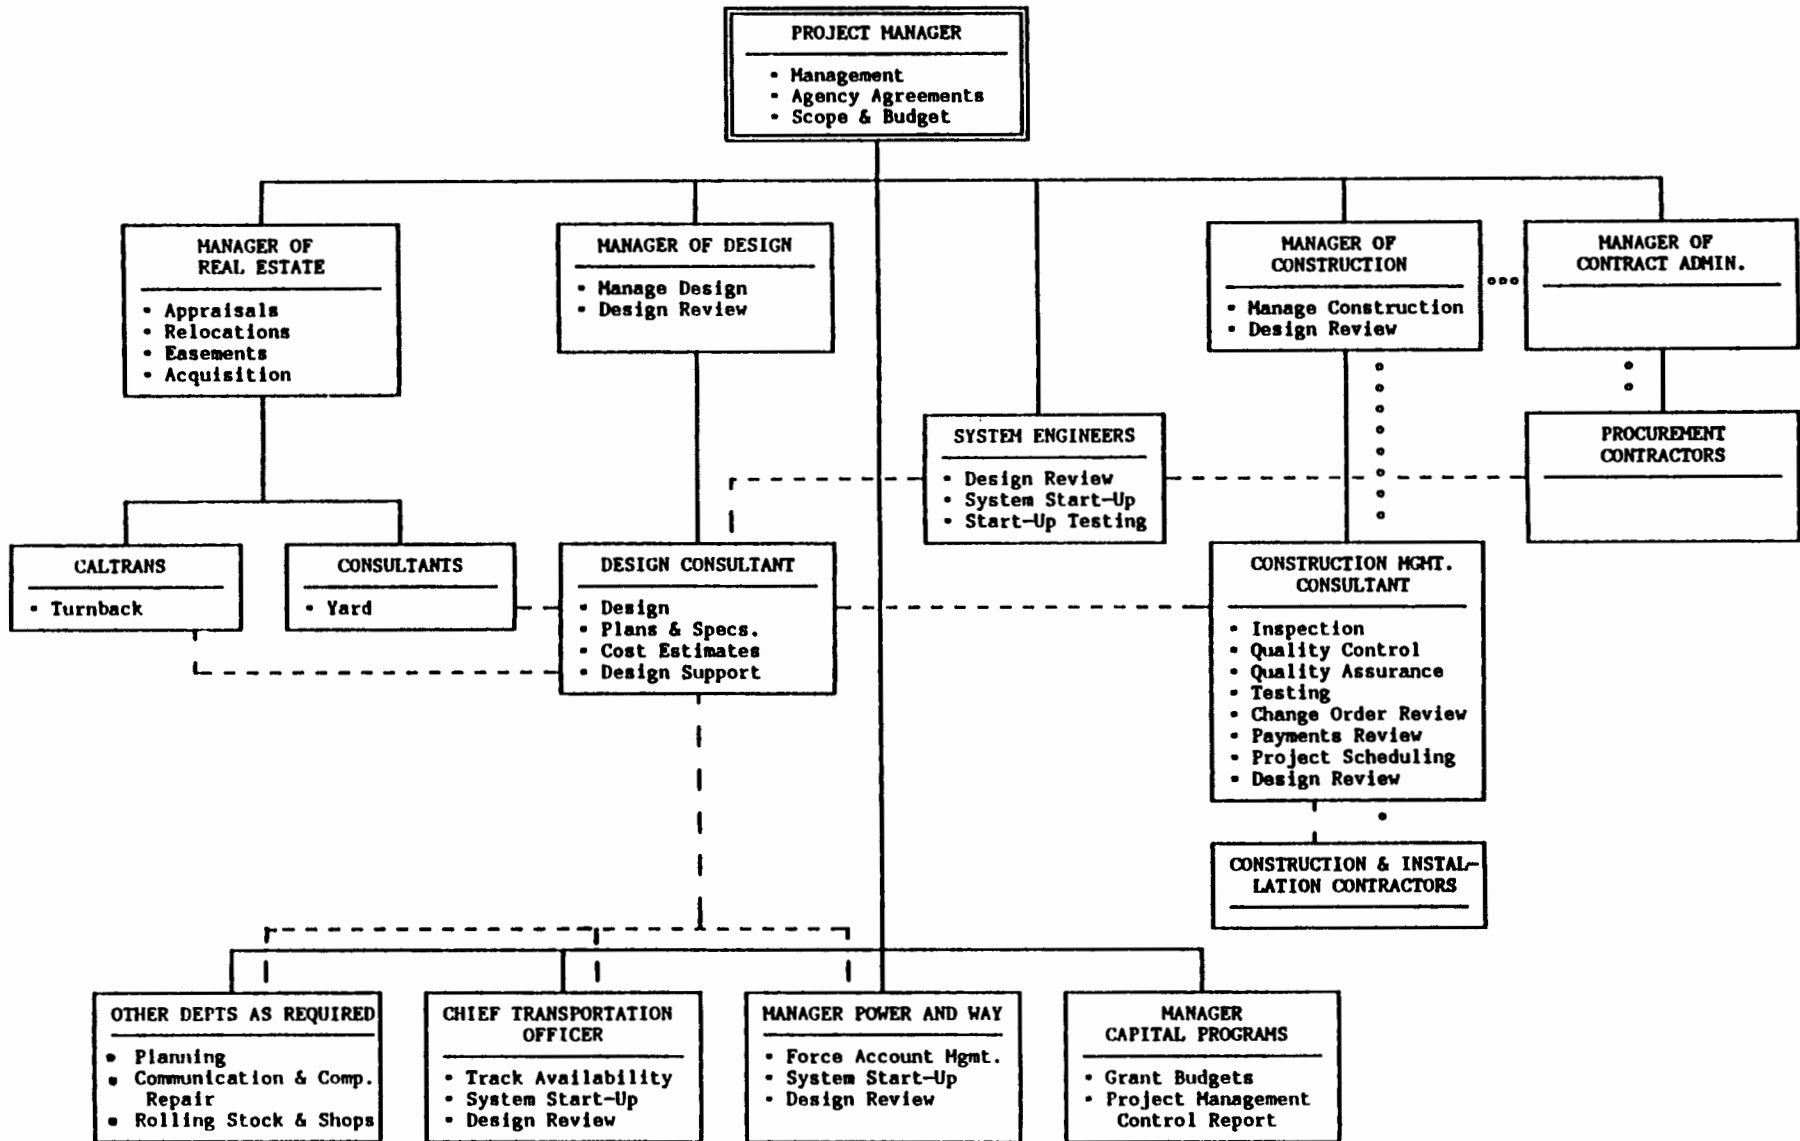 PROJECT MANAGER
• Management
• Agency Agreements
• Scope & Budget
MANAGER OF
REAL ESTATE
• Appraisals
• Relocations
• Easements
• Acquisition
MANAGER OF DESIGN
• Manage Design
• Design Review
MANAGER OF
CONSTRUCTION
• Manage Construction
• Design Review
MANAGER OF
CONTRACT ADMIN.
SYSTEM ENGINEERS
• Design Review
• System Start-Up
• Start-Up Testing
PROCUREMENT
CONTRACTORS
CALTRANS
• Turnback
CONSULTANTS
• Yard
DESIGN CONSULTANT
• Design
• Plans & Specs.
• Cost Estimates
• Design Support
CONSTRUCTION MGMT.
CONSULTANT
• Inspection
• Quality Control
• Quality Assurance
• Testing
• Change Order Review
• Payments Review
• Project Scheduling
• Design Review
CONSTRUCTION & INSTAL-
LATION CONTRACTORS
OTHER DEPTS AS REQUIRED
• Planning
• Communication & Comp.
Repair
• Rolling Stock & Shops
CHIEF TRANSPORTATION
OFFICER
• Track Availability
• System Start-Up
• Design Review
MANAGER POWER AND WAY
• Force Account Mgmt.
• System Start-Up
• Design Review
MANAGER
CAPITAL PROGRAMS
• Grant Budgets
• Project Management
Control Report